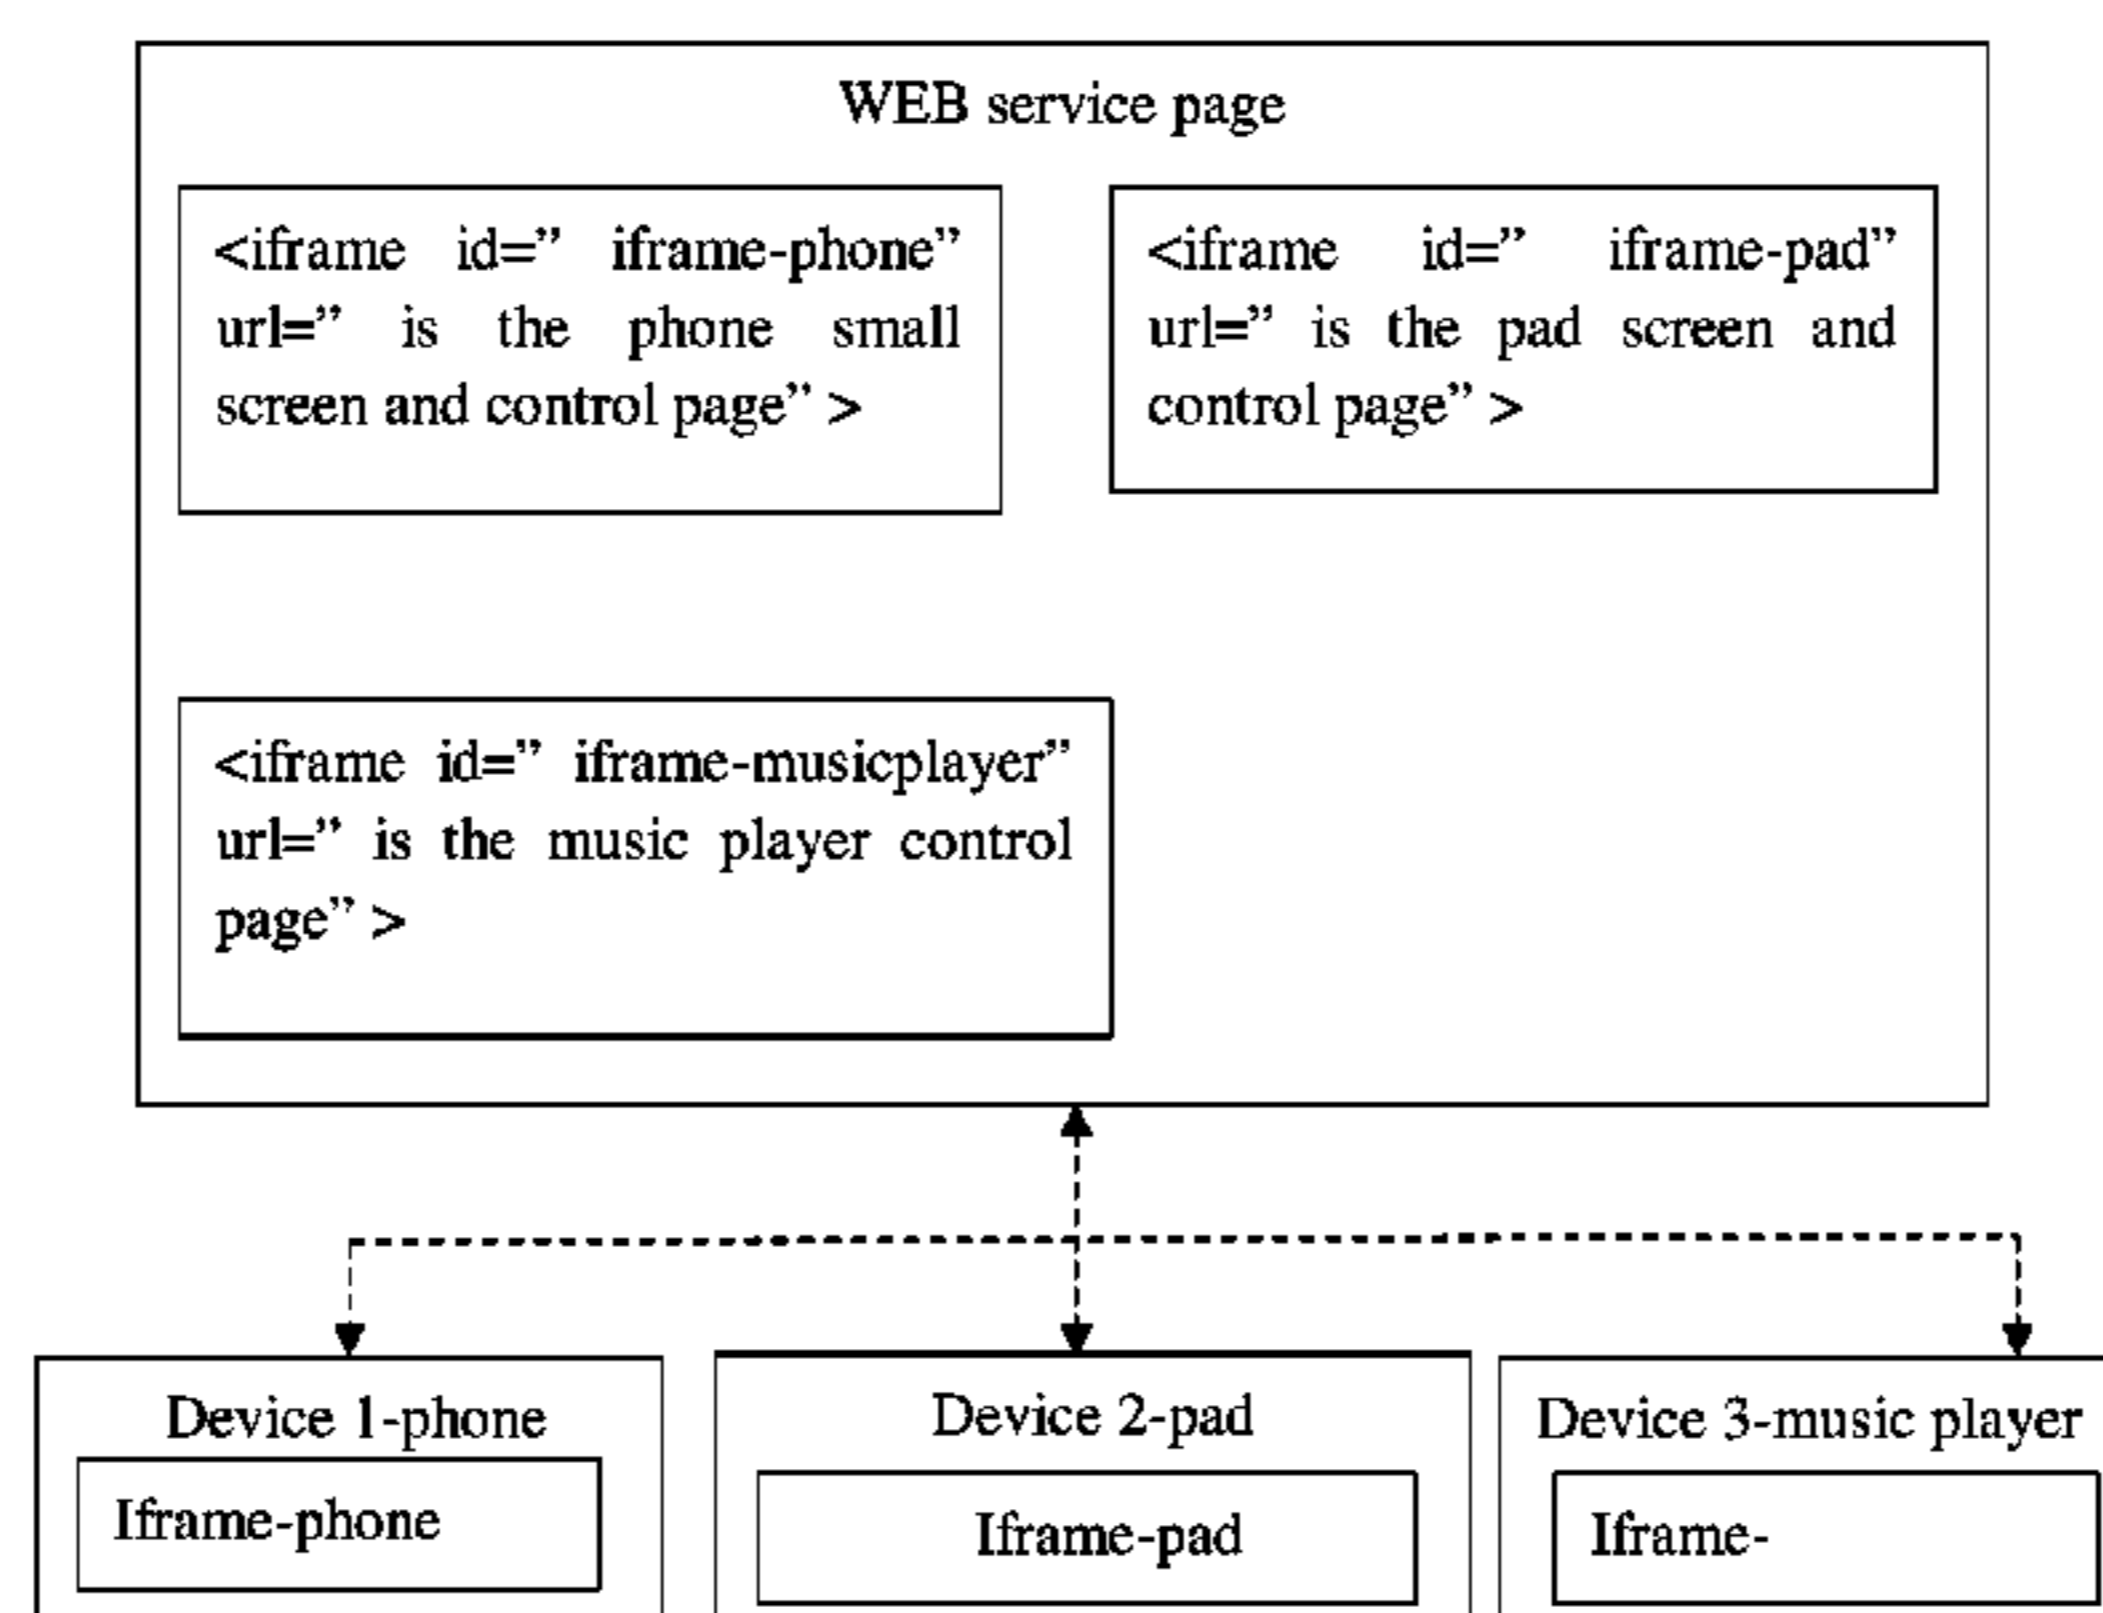 WEB service page
<iframe id=” iframe-phone”
url=” is the phone small
screen and control page” >
<iframe id=” iframe-pad”
url=” is the pad screen and
control page” >
<iframe id=” iframe-musicplayer”
url=” is the music player control
page” >
Device 1-phone
Iframe-phone
Device 2-pad
Iframe-pad
Device 3-music player
Iframe-